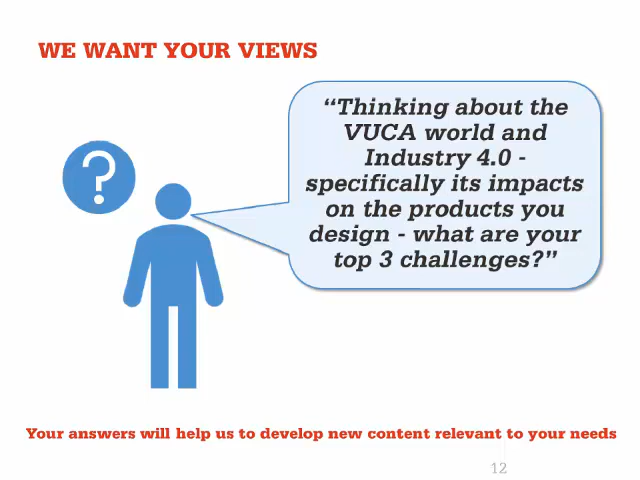 WE WANT YOUR VIEWS
?
“Thinking about the
VUCA world and
Industry 4.0 -
specifically its impacts
on the products you
design - what are your
top 3 challenges?”
Your answers will help us to develop new content relevant to your needs
12